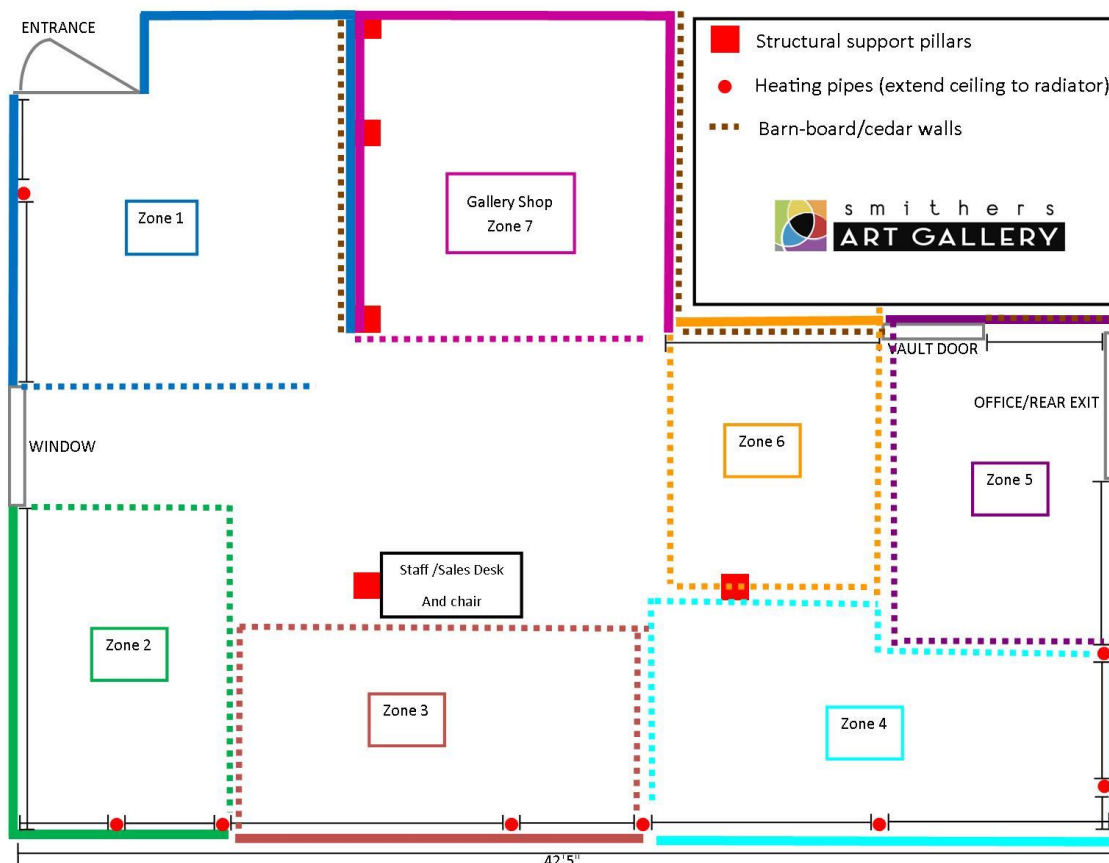 ENTRANCE
Structural support pillars
Heating pipes (extend ceiling to radiator)
Barn-board/cedar walls
smithers
ART GALLERY
Zone 1
Gallery Shop
Zone 7
VAULT DOOR
OFFICE/REAR EXIT
WINDOW
Zone 6
Zone 5
Staff /Sales Desk
And chair
Zone 2
Zone 3
Zone 4
42'5"